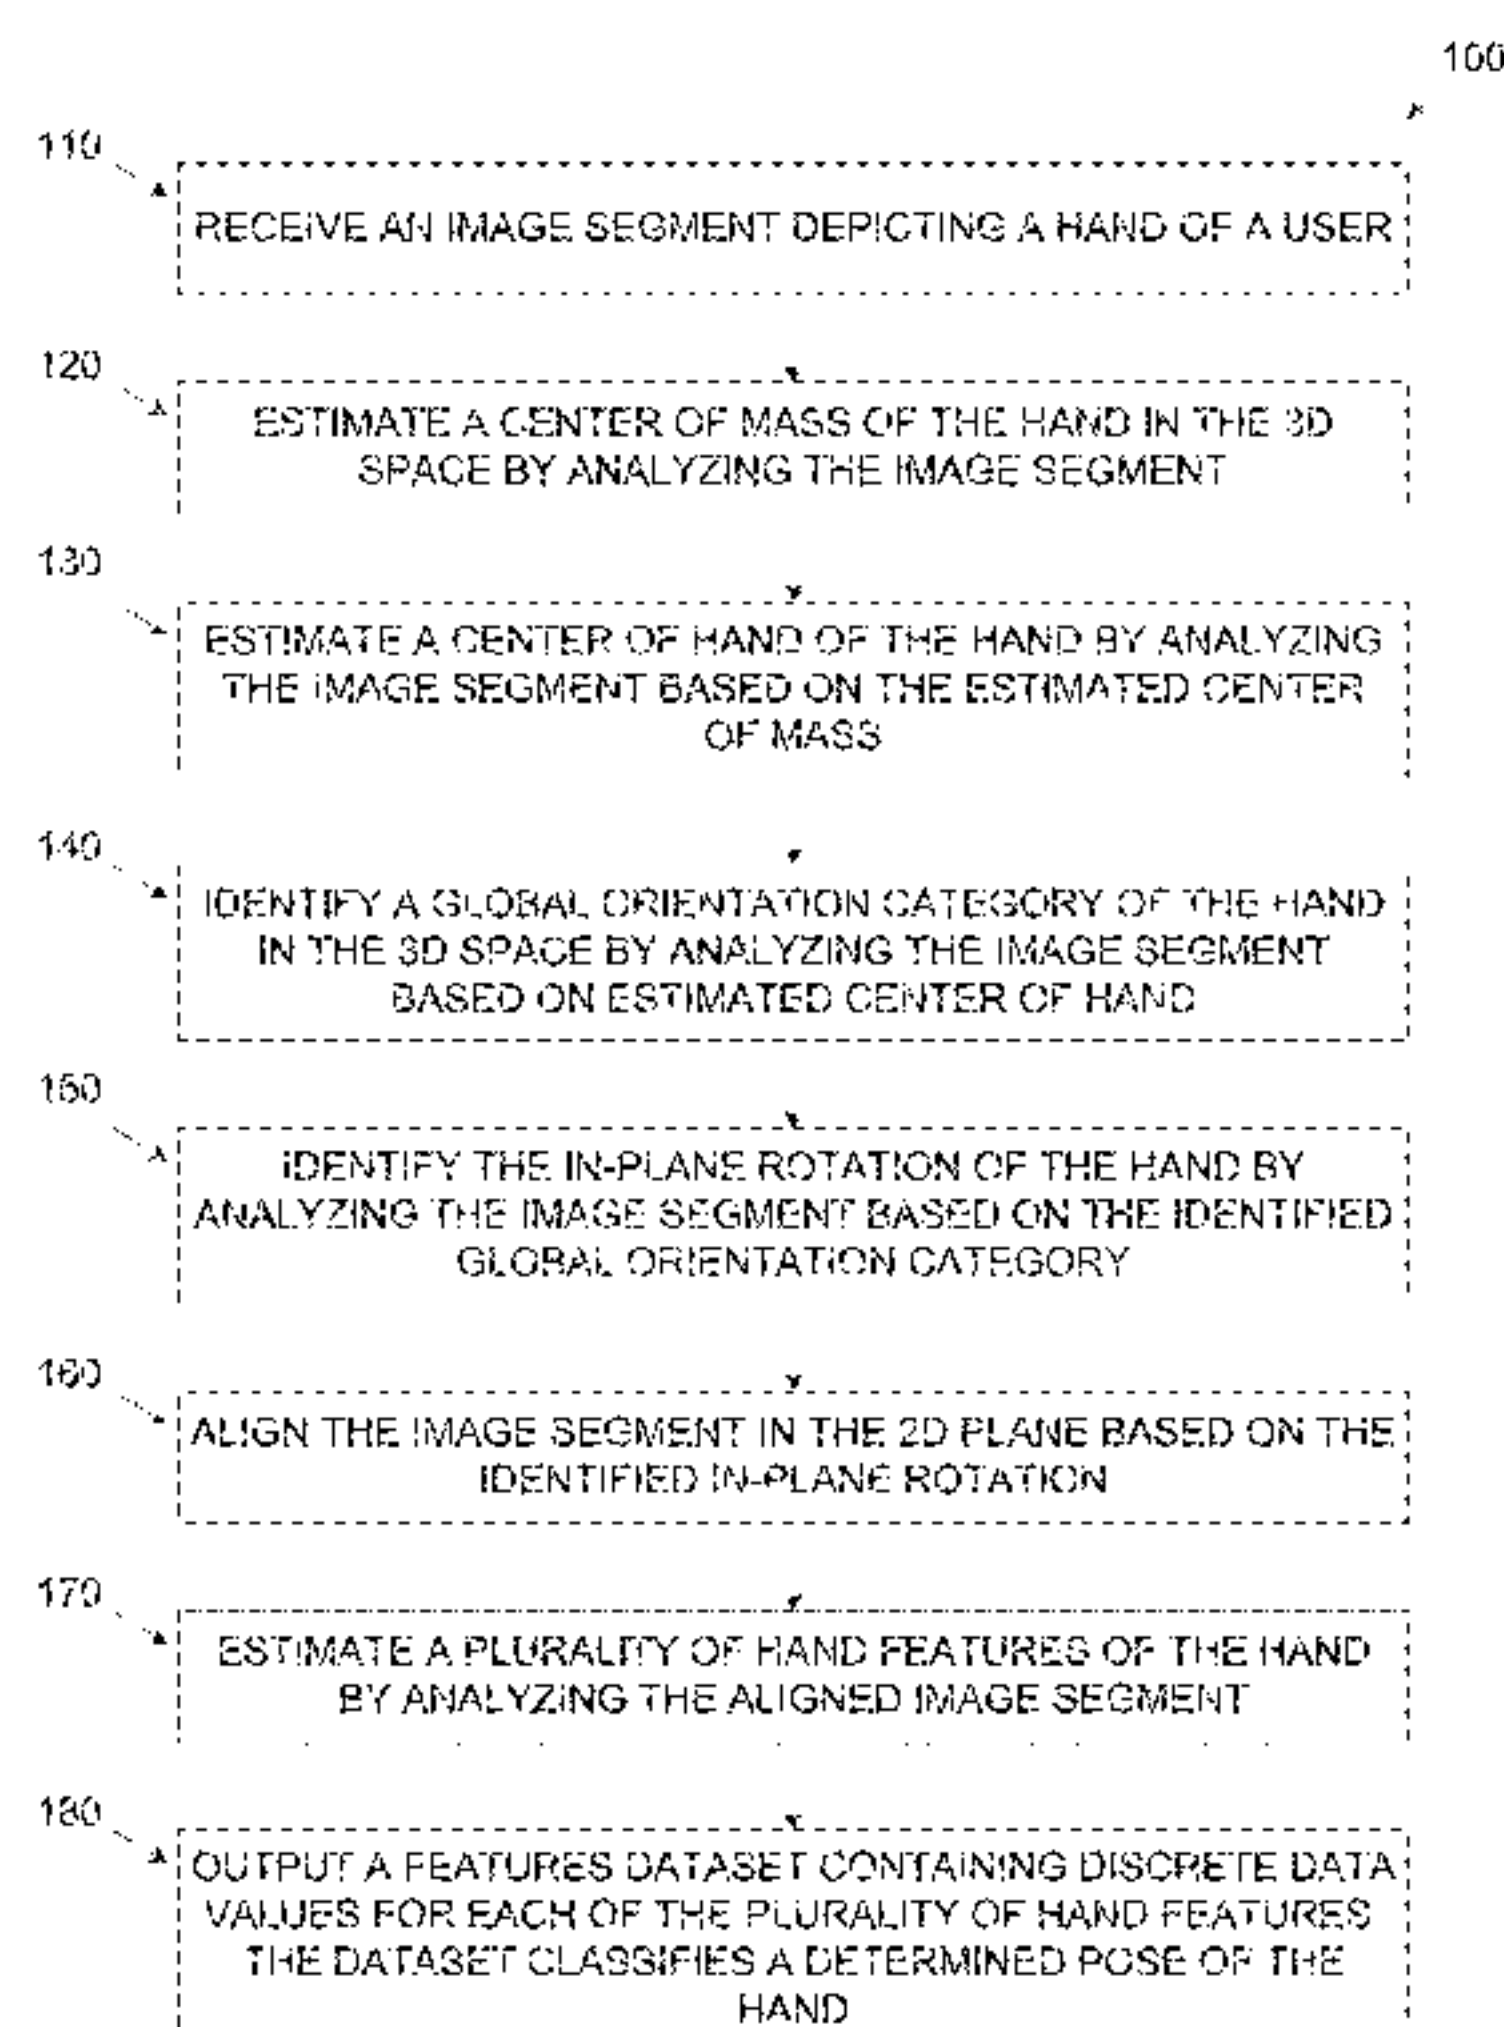 100
110
RECEIVE AN IMAGE SEGMENT DEPICTING A HAND OF A USER
120
ESTIMATE A CENTER OF MASS OF THE HAND IN THE 3D
SPACE BY ANALYZING THE IMAGE SEGMENT
130
ESTIMATE A CENTER OF HAND OF THE HAND BY ANALYZING
THE IMAGE SEGMENT BASED ON THE ESTIMATED CENTER
OF MASS
140
IDENTIFY A GLOBAL ORIENTATION CATEGORY OF THE HAND
IN THE 3D SPACE BY ANALYZING THE IMAGE SEGMENT
BASED ON ESTIMATED CENTER OF HAND
150
IDENTIFY THE IN-PLANE ROTATION OF THE HAND BY
ANALYZING THE IMAGE SEGMENT BASED ON THE IDENTIFIED
GLOBAL ORIENTATION CATEGORY
160
ALIGN THE IMAGE SEGMENT IN THE 2D PLANE BASED ON THE
IDENTIFIED IN-PLANE ROTATION
170
ESTIMATE A PLURALITY OF HAND FEATURES OF THE HAND
BY ANALYZING THE ALIGNED IMAGE SEGMENT
180
OUTPUT A FEATURES DATASET CONTAINING DISCRETE DATA
VALUES FOR EACH OF THE PLURALITY OF HAND FEATURES
THE DATASET CLASSIFIES A DETERMINED POSE OF THE
HAND